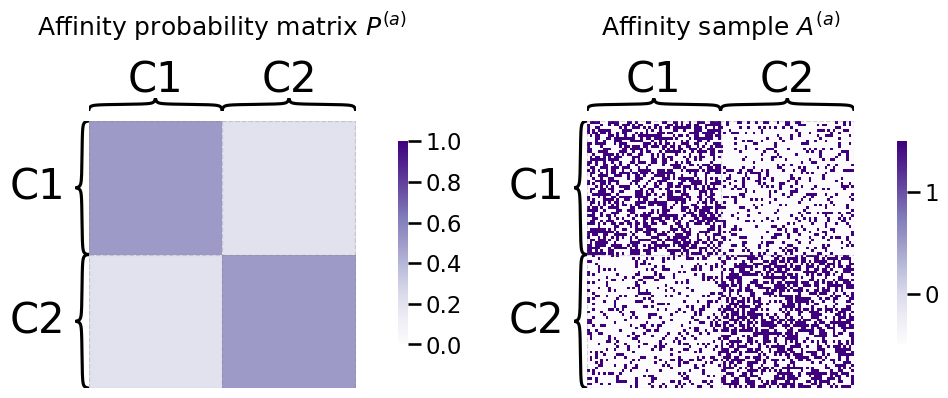 Affinity probability matrix P^(a)
C1 C2
C1
C2
1.0
0.8
0.6
0.4
0.2
0.0
Affinity sample A^(a)
C1 C2
C1
C2
1
0